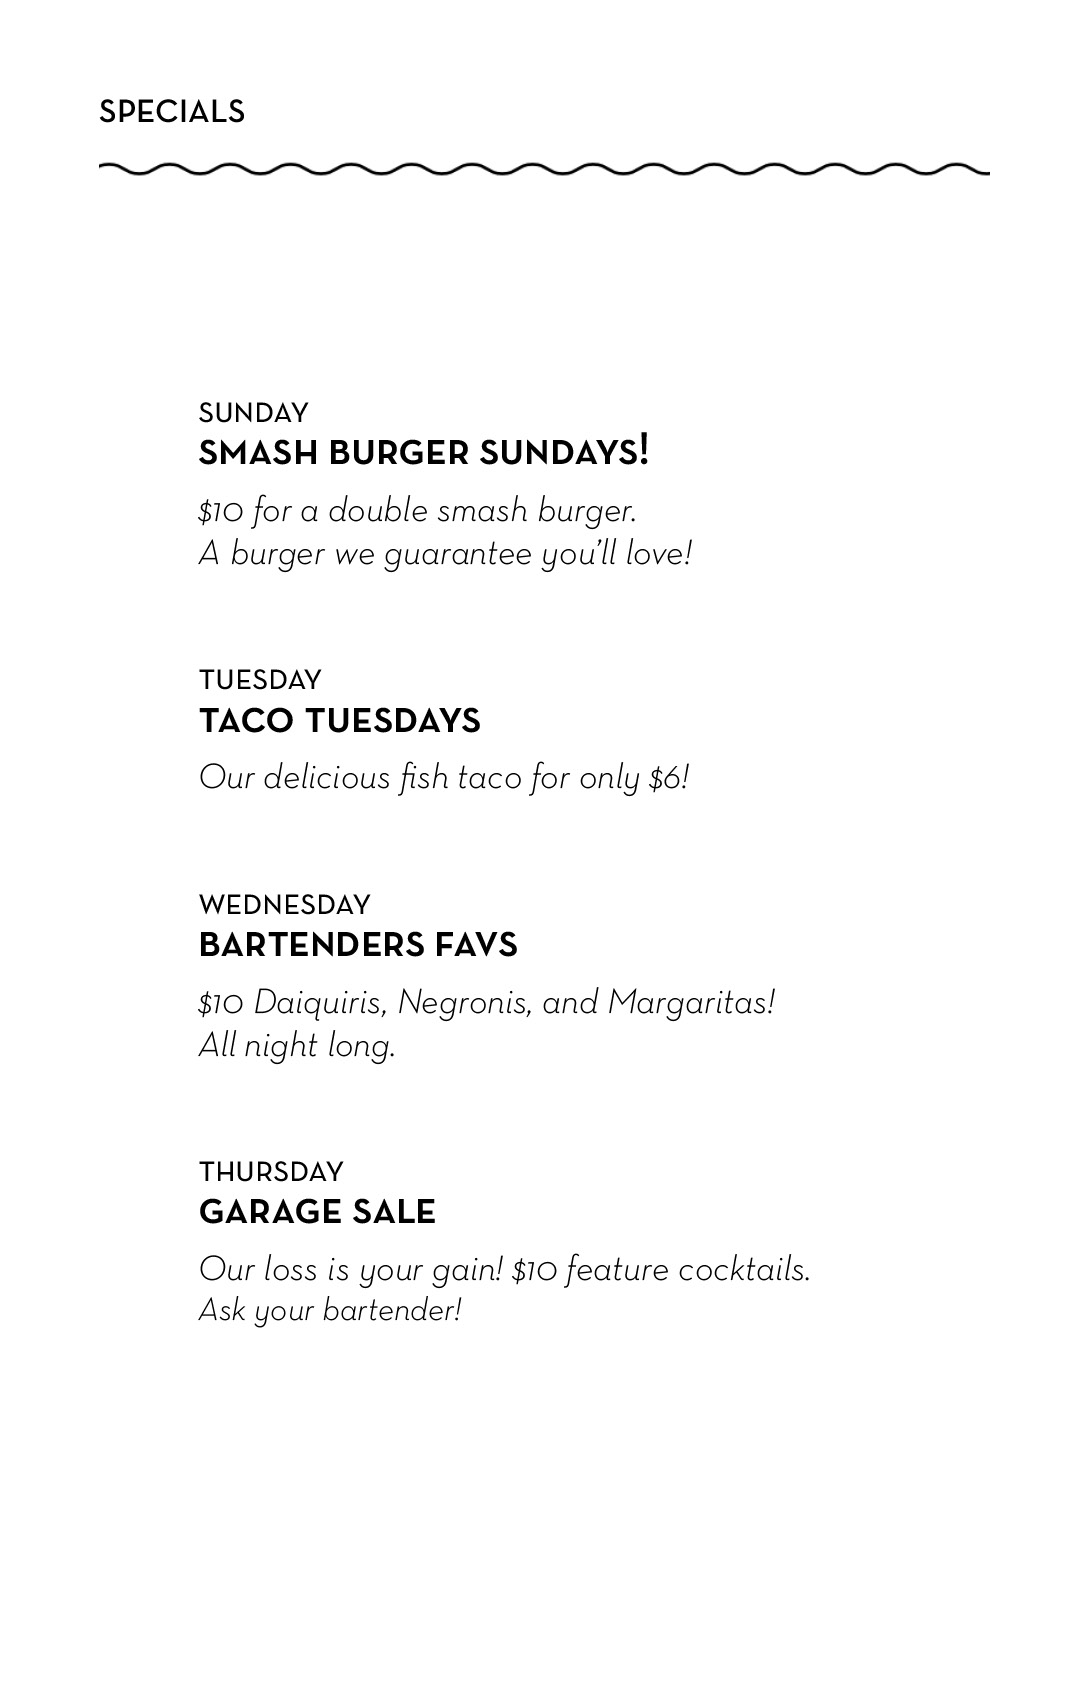 SPECIALS
SUNDAY
SMASH BURGER SUNDAYS!
$10 for a double smash burger.
A burger we guarantee you’ll love!
TUESDAY
TACO TUESDAYS
Our delicious fish taco for only $6!
WEDNESDAY
BARTENDERS FAVS
$10 Daiquiris, Negronis, and Margaritas!
All night long.
THURSDAY
GARAGE SALE
Our loss is your gain! $10 feature cocktails.
Ask your bartender!